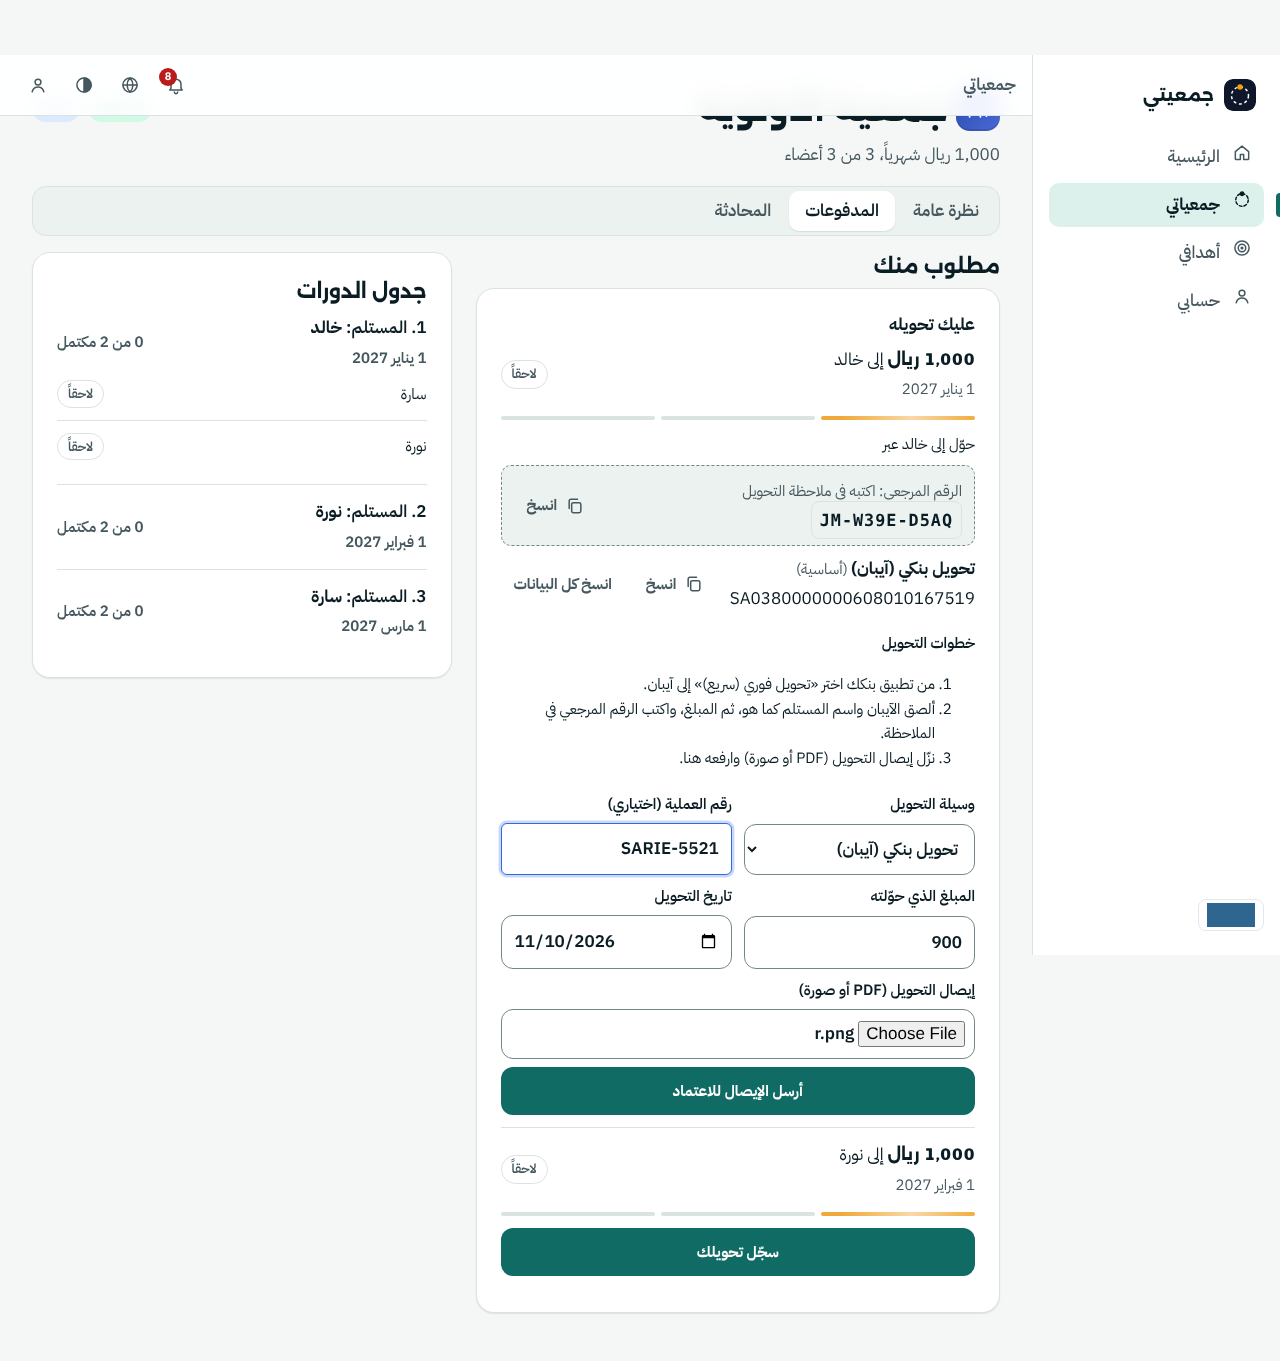 جمعيتي
الرئيسية
جمعياتي
أهدافي
حسابي
جمعياتي
8
1,000 ريال شهرياً، 3 من 3 أعضاء
نظرة عامة
المدفوعات
المحادثة
مطلوب منك
عليك تحويله
1,000 ريال إلى خالد
1 يناير 2027
لاحقاً
حوّل إلى خالد عبر
الرقم المرجعي: اكتبه في ملاحظة التحويل
JM-W39E-D5AQ
انسخ
تحويل بنكي (آيبان) (أساسية)
SA0380000000608010167519
انسخ
انسخ كل البيانات
خطوات التحويل
1. من تطبيق بنكك اختر «تحويل فوري (سريع)» إلى آيبان.
2. ألصق الآيبان واسم المستلم كما هو، ثم المبلغ، واكتب الرقم المرجعي في
الملاحظة.
3. نزّل إيصال التحويل (PDF أو صورة) وارفعه هنا.
وسيلة التحويل
تحويل بنكي (آيبان)
رقم العملية (اختياري)
SARIE-5521
المبلغ الذي حوّلته
900
تاريخ التحويل
11/10/2026
إيصال التحويل (PDF أو صورة)
Choose File r.png
أرسل الإيصال للاعتماد
1,000 ريال إلى نورة
1 فبراير 2027
لاحقاً
سجّل تحويلك
جدول الدورات
1. المستلم: خالد
1 يناير 2027
0 من 2 مكتمل
سارة
لاحقاً
نورة
لاحقاً
2. المستلم: نورة
1 فبراير 2027
0 من 2 مكتمل
3. المستلم: سارة
1 مارس 2027
0 من 2 مكتمل